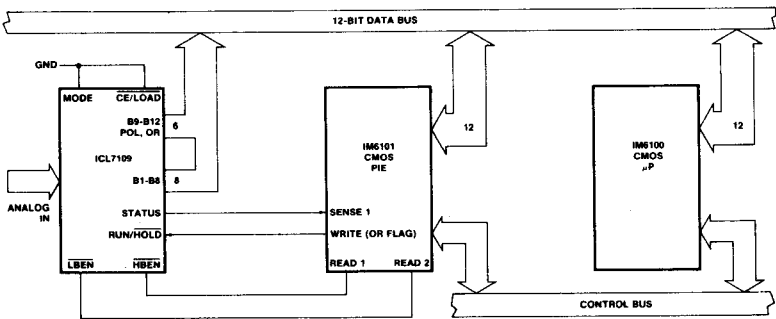 12-BIT DATA BUS
GND
MODE
CE/LOAD
B9-B12
POL, OR
6
ICL7109
B1-B8
8
ANALOG
IN
STATUS
RUN/HOLD
LBEN
HBEN
IM6101
CMOS
PIE
12
SENSE 1
WRITE (OR FLAG)
READ 1
READ 2
IM6100
CMOS
μP
12
CONTROL BUS